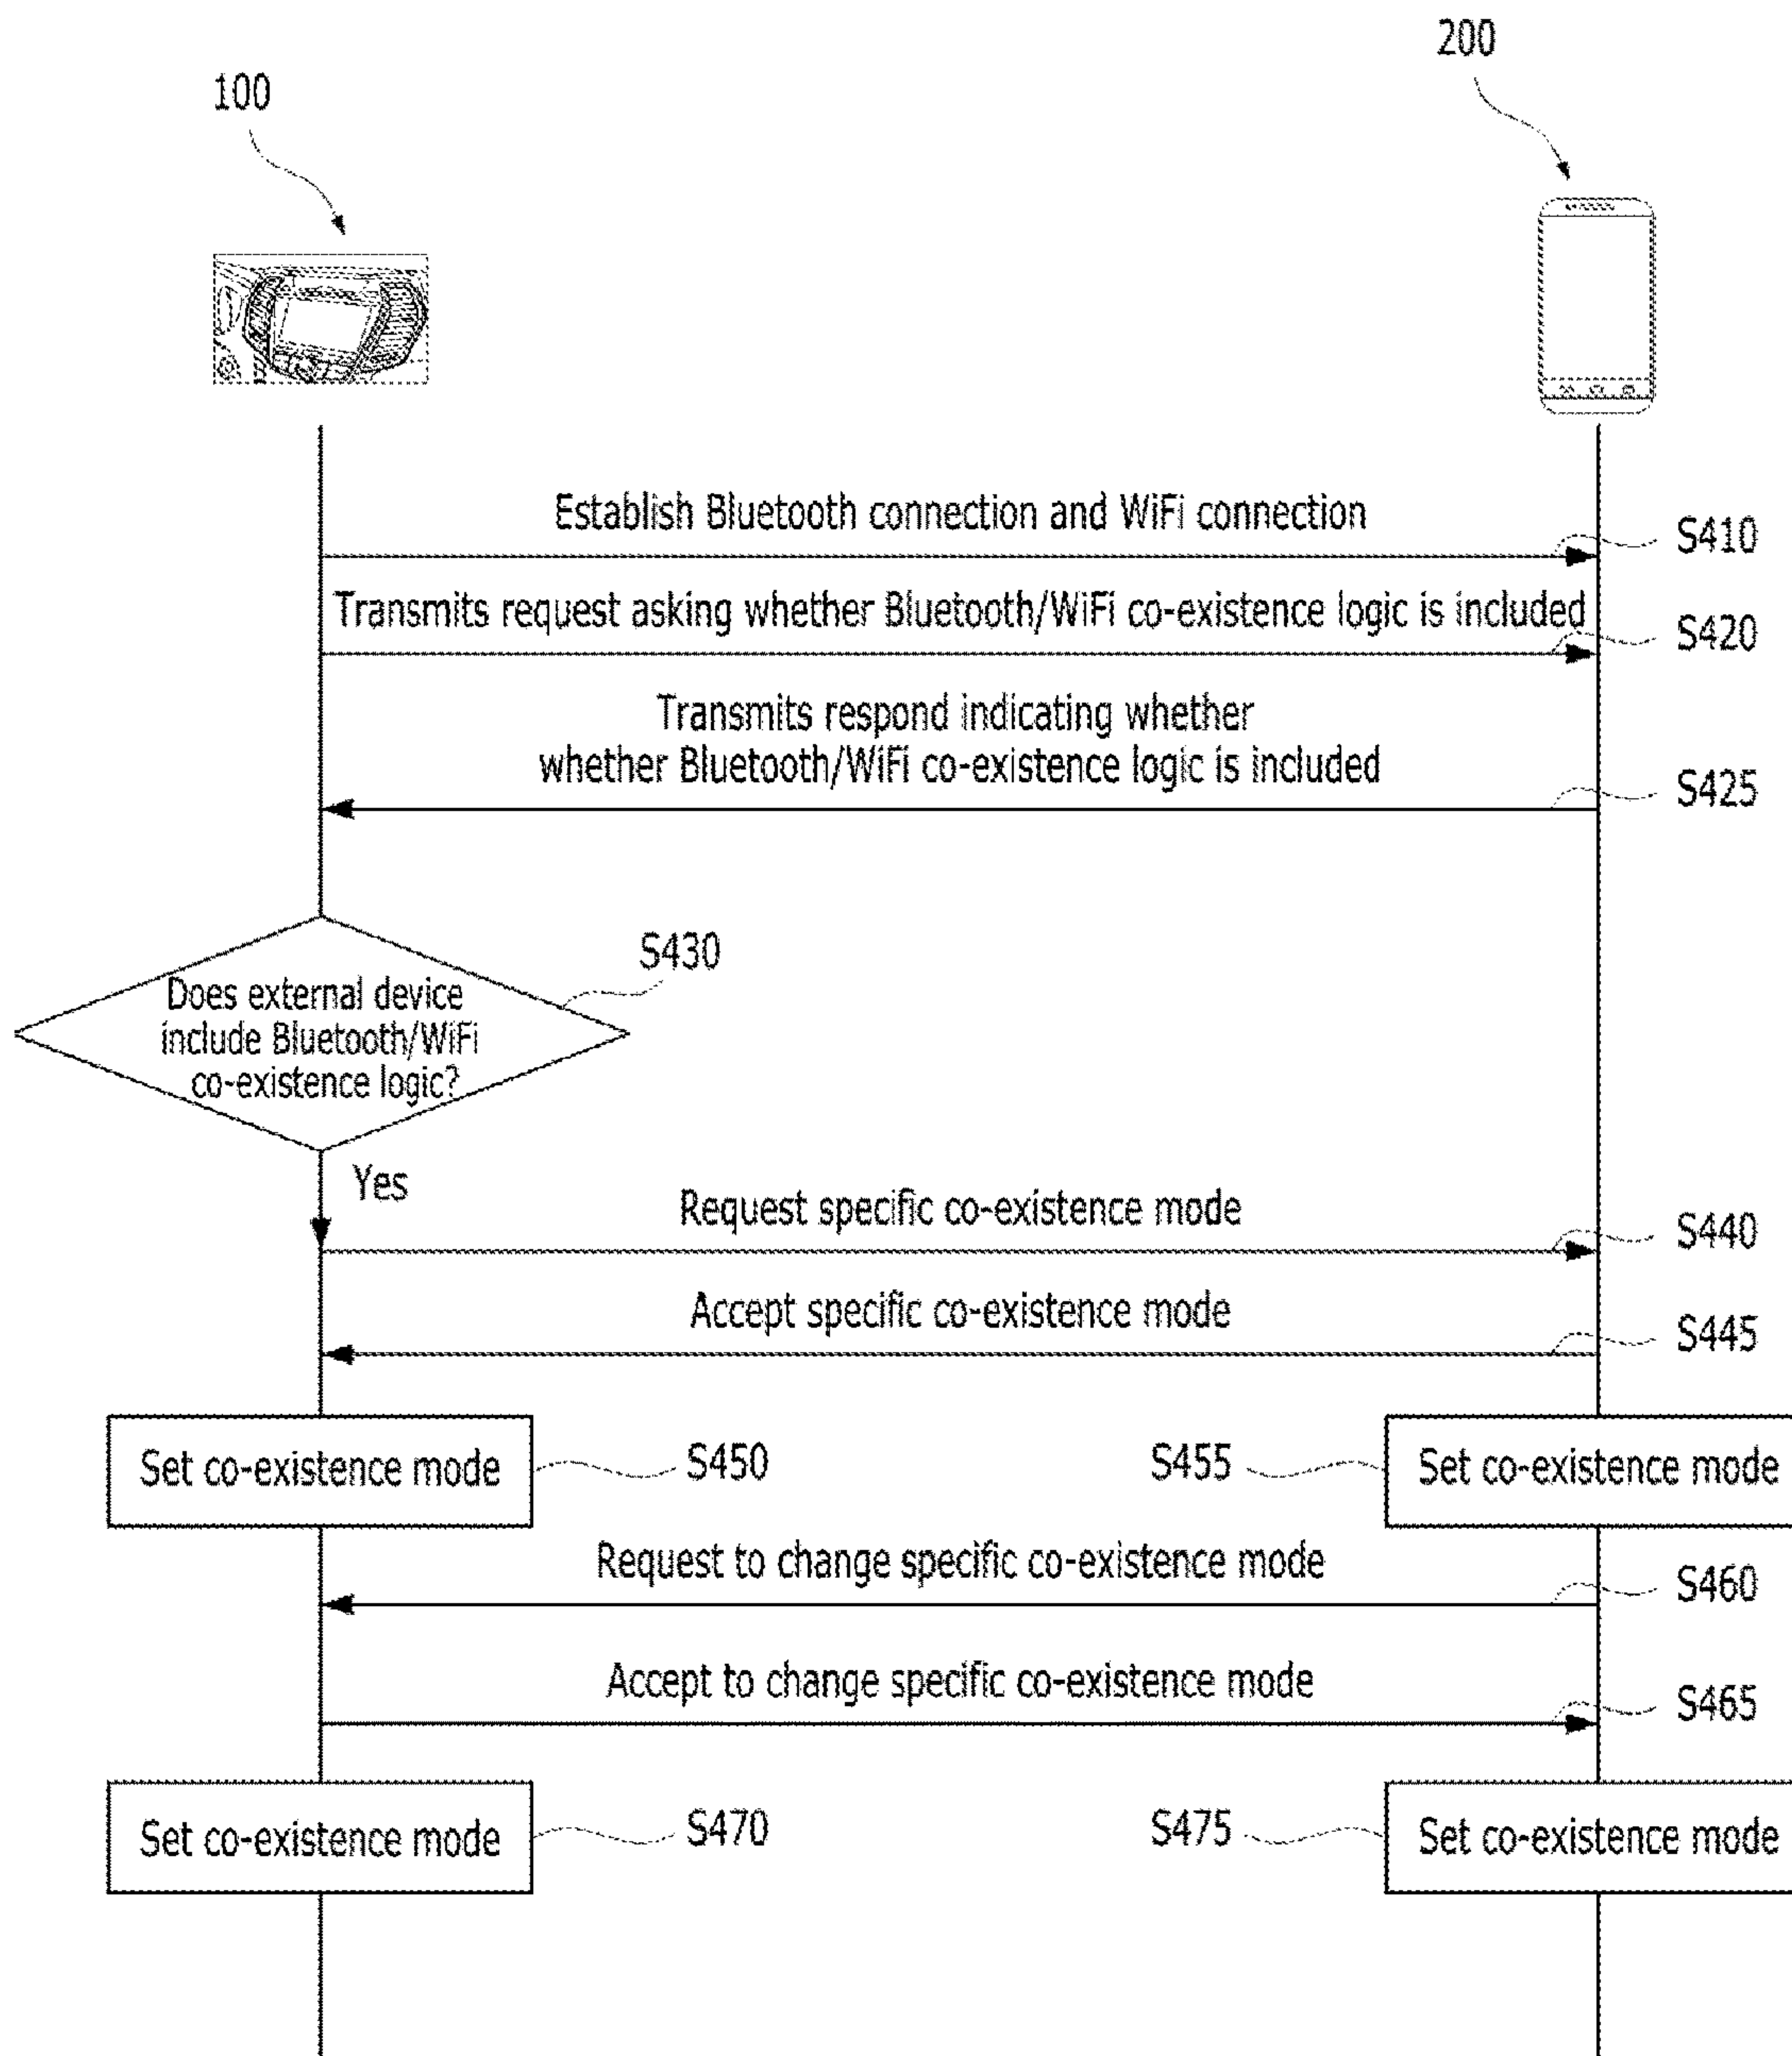 200
100
Establish Bluetooth connection and WiFi connection
S410
Transmits request asking whether Bluetooth/WiFi co-existence logic is included
S420
Transmits respond indicating whether
whether Bluetooth/WiFi co-existence logic is included
S425
S430
Does external device
include Bluetooth/WiFi
co-existence logic?
Yes
Request specific co-existence mode
S440
Accept specific co-existence mode
S445
Set co-existence mode
S450
S455
Set co-existence mode
Request to change specific co-existence mode
S460
Accept to change specific co-existence mode
S465
Set co-existence mode
S470
S475
Set co-existence mode